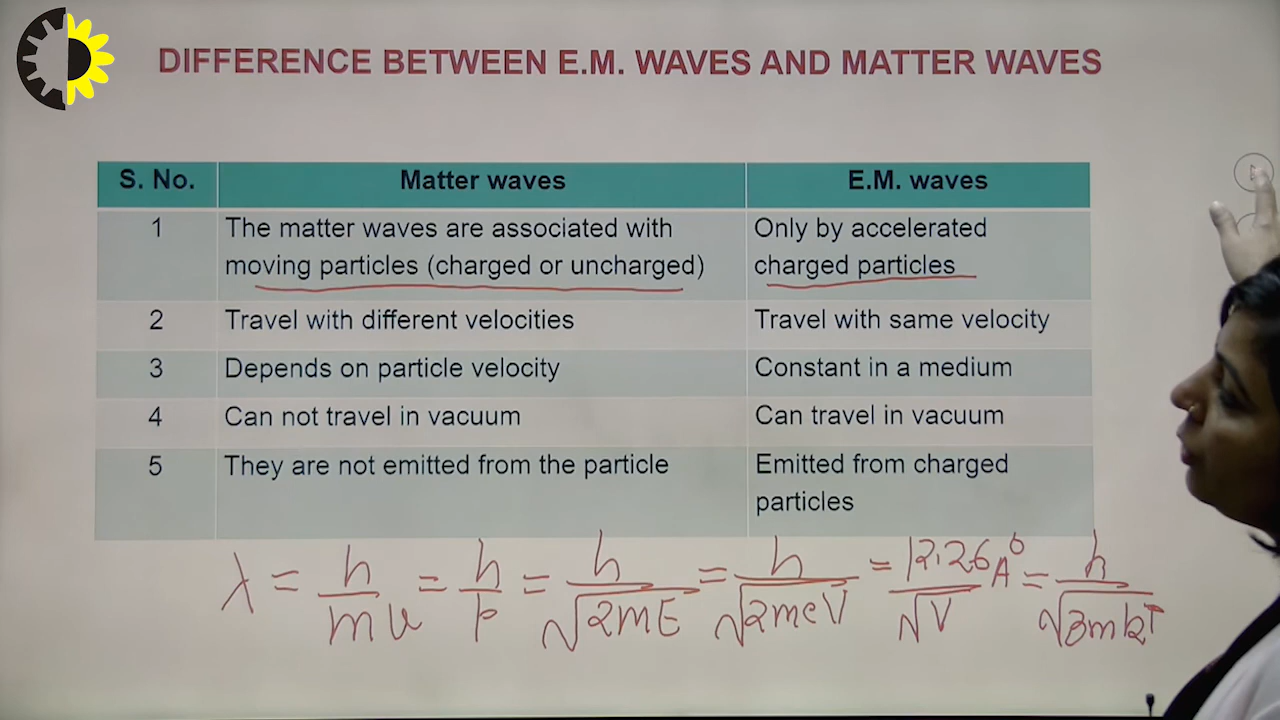 DIFFERENCE BETWEEN E.M. WAVES AND MATTER WAVES
S. No. Matter waves E.M. waves
1 The matter waves are associated with Only by accelerated
moving particles (charged or uncharged) charged particles
2 Travel with different velocities Travel with same velocity
3 Depends on particle velocity Constant in a medium
4 Can not travel in vacuum Can travel in vacuum
5 They are not emitted from the particle Emitted from charged
particles
λ = h/mv = h/p = h/√2mE = h/√2meV = 12.26/√V A° = h/√3mkT